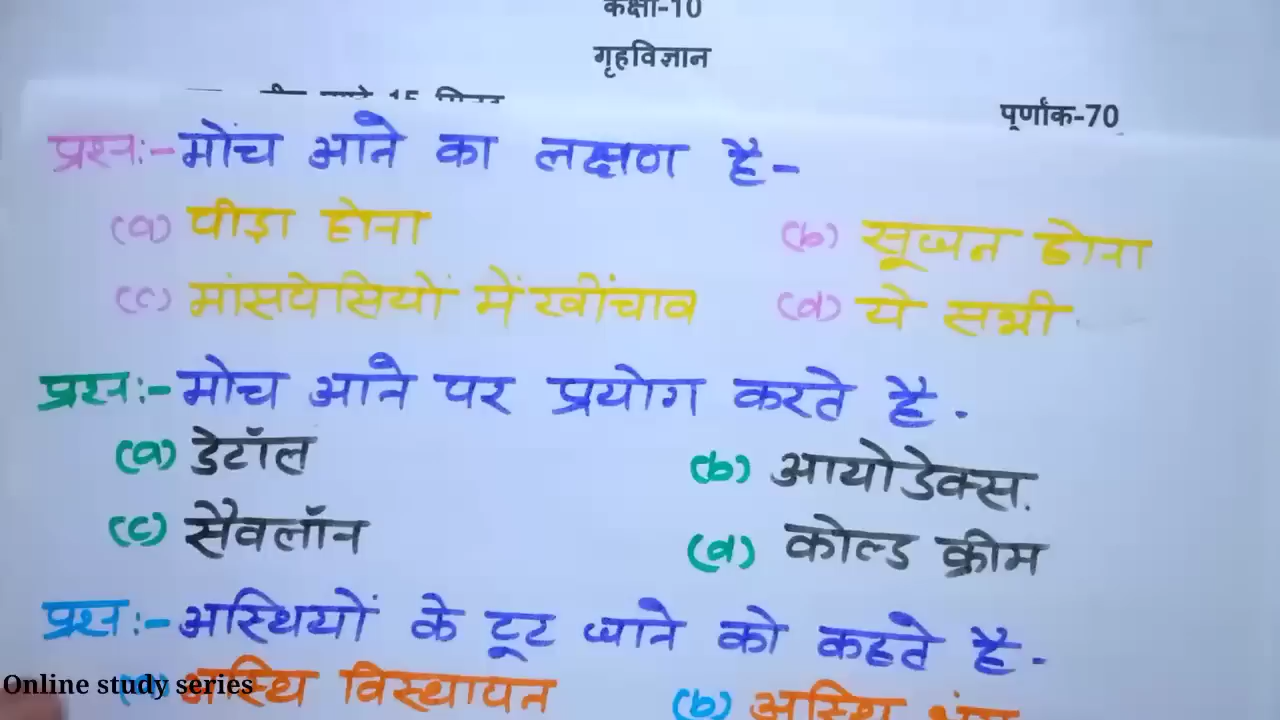 कक्षा-10
गृहविज्ञान
पूर्णांक-70
प्रश्न:- मोंच आने का लक्षण है-
(a) पीड़ा होना (b) सूजन होना
(c) मांसपेसियों में खींचाव (d) ये सभी
प्रश्न:- मोच आने पर प्रयोग करते है.
(a) डेटॉल (b) आयोडेक्स.
(c) सैवलॉन (d) कोल्ड क्रीम
प्रश्न:- अस्थियों के टूट जाने को कहते है-
अस्थि विस्थापन (b) अस्थि
Online study series